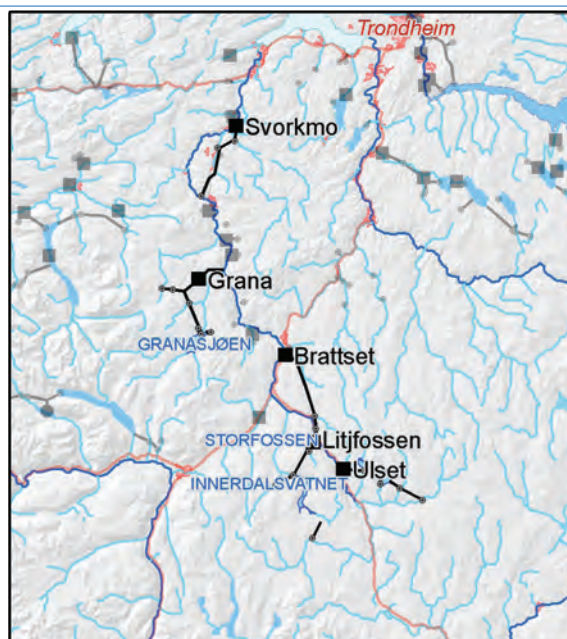 Trondheim
Svorkmo
Grana
GRANASJØEN
Brattset
STORFOSSEN
Litjfossen
INNERDALSVATNET
Ulset